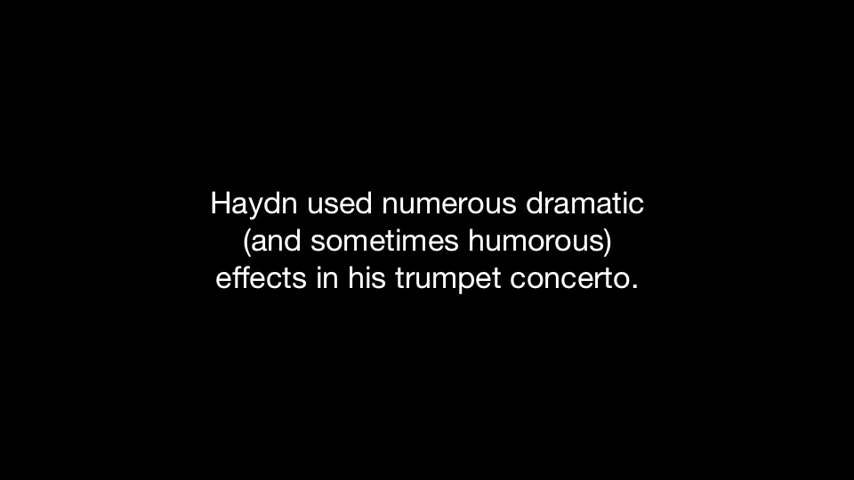 Haydn used numerous dramatic
(and sometimes humorous)
effects in his trumpet concerto.